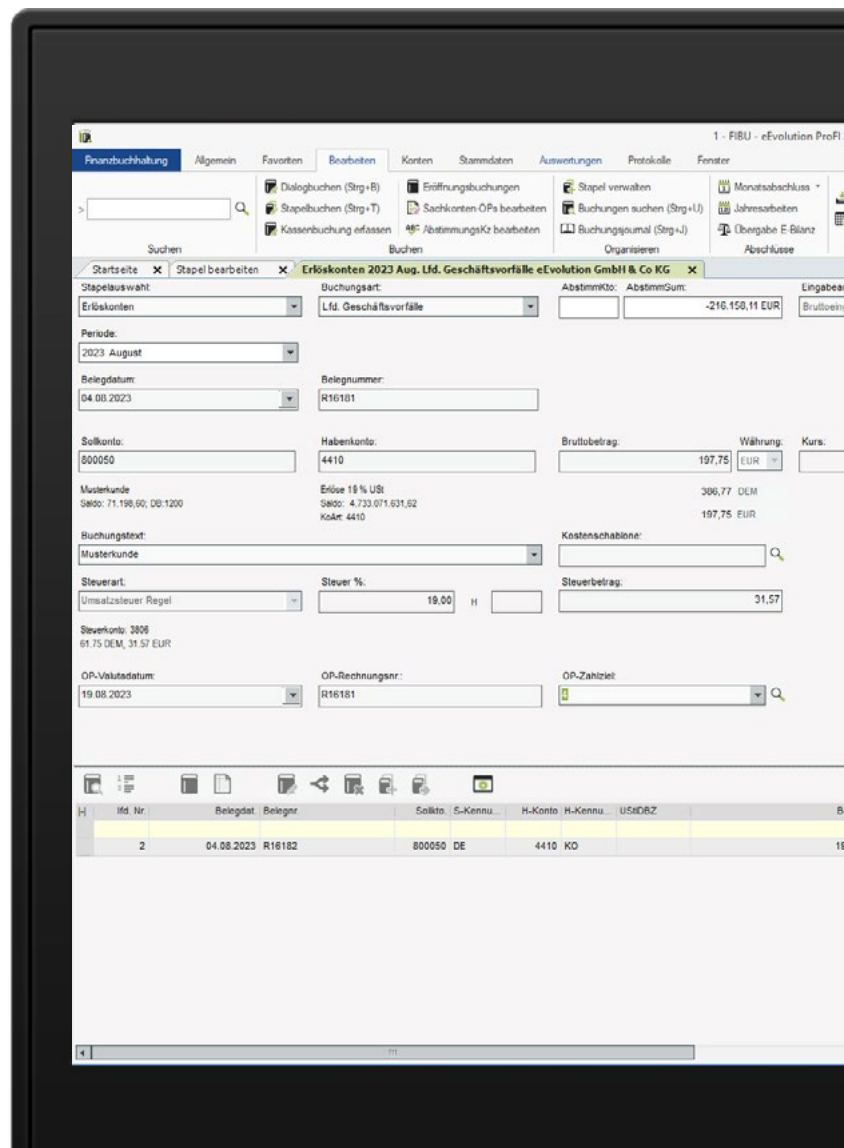 1 - FIBU - eEvolution ProFI
Finanzbuchhaltung Allgemein Favoriten Bearbeiten Konten Stammdaten Auswertungen Protokolle Fenster
Dialogbuchen (Strg+B) Eröffnungsbuchungen Stapel verwalten Monatsabschluss
> Stapelbuchen (Strg+T) Sachkonten-OPs bearbeiten Buchungen suchen (Strg+U) Jahresarbeiten
Kassenbuchung erfassen AbstimmungsKz bearbeiten Buchungsjournal (Strg+J) Übergabe E-Bilanz
Suchen Buchen Organisieren Abschlüsse
Startseite x Stapel bearbeiten x Erlöskonten 2023 Aug. Lfd. Geschäftsvorfälle eEvolution GmbH & Co KG x
Stapelauswahl: Buchungsart: AbstimmKto: AbstimmSum: Eingabear
Erlöskonten Lfd. Geschäftsvorfälle -216.158,11 EUR Bruttoeing
Periode:
2023 August
Belegdatum: Belegnummer:
04.08.2023 R16181
Sollkonto: Habenkonto: Bruttobetrag: Währung: Kurs:
800050 4410 197,75 EUR
Musterkunde Erlöse 19 % USt 386,77 DEM
Saldo: 71.198,60; DB:1200 Saldo: 4.733.071.631,62
KoArt: 4410 197,75 EUR
Buchungstext: Kostenschablone:
Musterkunde
Steuerart: Steuer %: Steuerbetrag:
Umsatzsteuer Regel 19,00 H 31,57
Steuerkonto: 3806
61.75 DEM, 31.57 EUR
OP-Valutadatum: OP-Rechnungsnr.: OP-Zahlziel:
19.08.2023 R16181 4
lfd. Nr. Belegdat Belegnr. Sollkto. S-Kennu... H-Konto H-Kennu... UStIDBZ B
2 04.08.2023 R16182 800050 DE 4410 KO 19